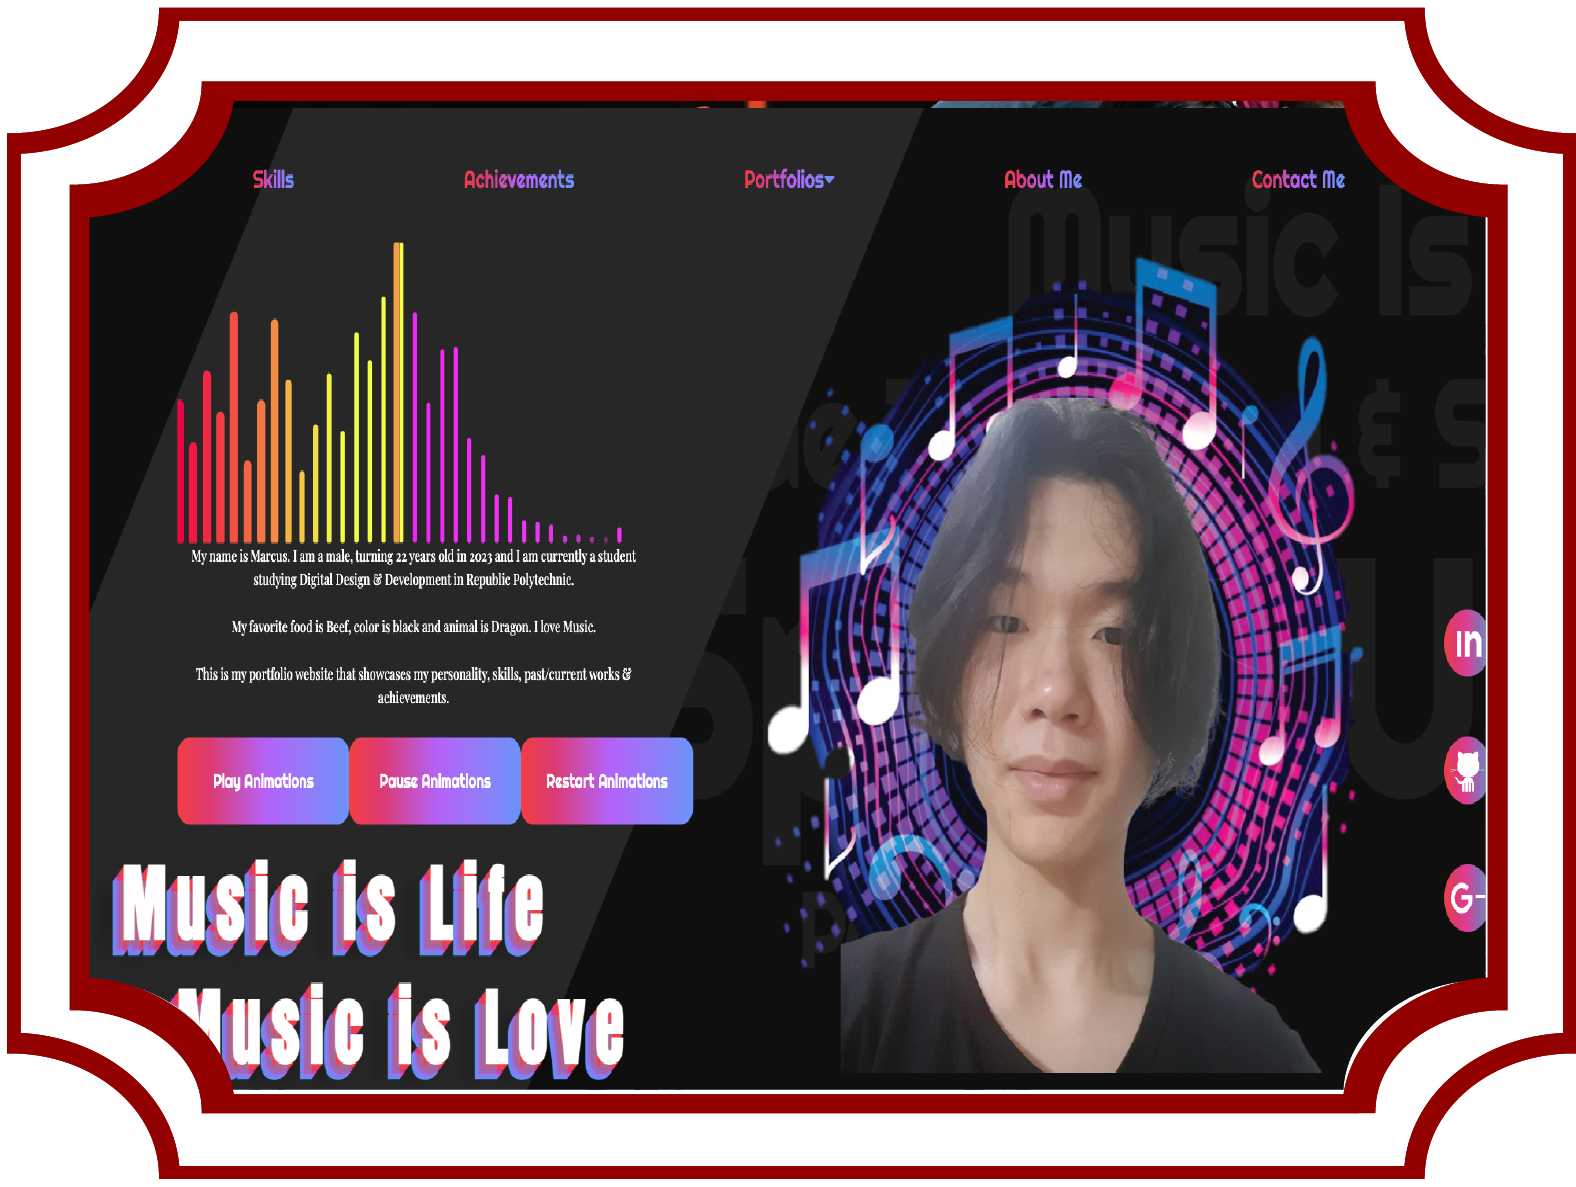 Skills Achievements Portfolios About Me Contact Me
Music Is
& S
My name is Marcus. I am a male, turning 22 years old in 2023 and I am currently a student
studying Digital Design & Development in Republic Polytechnic.
My favorite food is Beef, color is black and animal is Dragon. I love Music.
This is my portfolio website that showcases my personality, skills, past/current works &
achievements.
in
Play Animations Pause Animations Restart Animations
G-
Music is Life
Music is Love